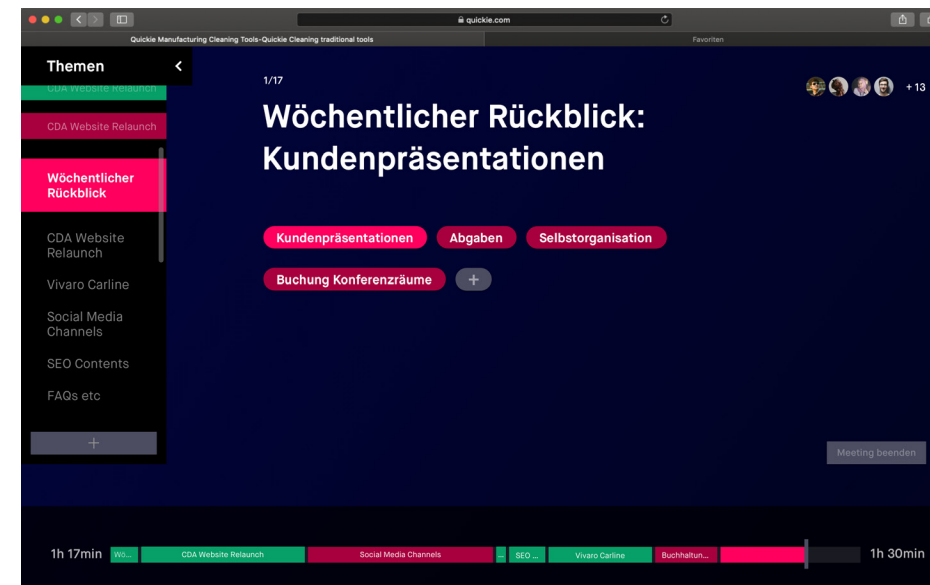 quickie.com
Quickie Manufacturing Cleaning Tools-Quickie Cleaning traditional tools
Favoriten
Themen
CDA Website Relaunch
CDA Website Relaunch
Wöchentlicher
Rückblick
CDA Website
Relaunch
Vivaro Carline
Social Media
Channels
SEO Contents
FAQs etc
+
1/17
+ 13
Wöchentlicher Rückblick:
Kundenpräsentationen
Kundenpräsentationen Abgaben Selbstorganisation
Buchung Konferenzräume +
Meeting beenden
1h 17min Wö... CDA Website Relaunch Social Media Channels ... SEO ... Vivaro Carline Buchhaltun... 1h 30min